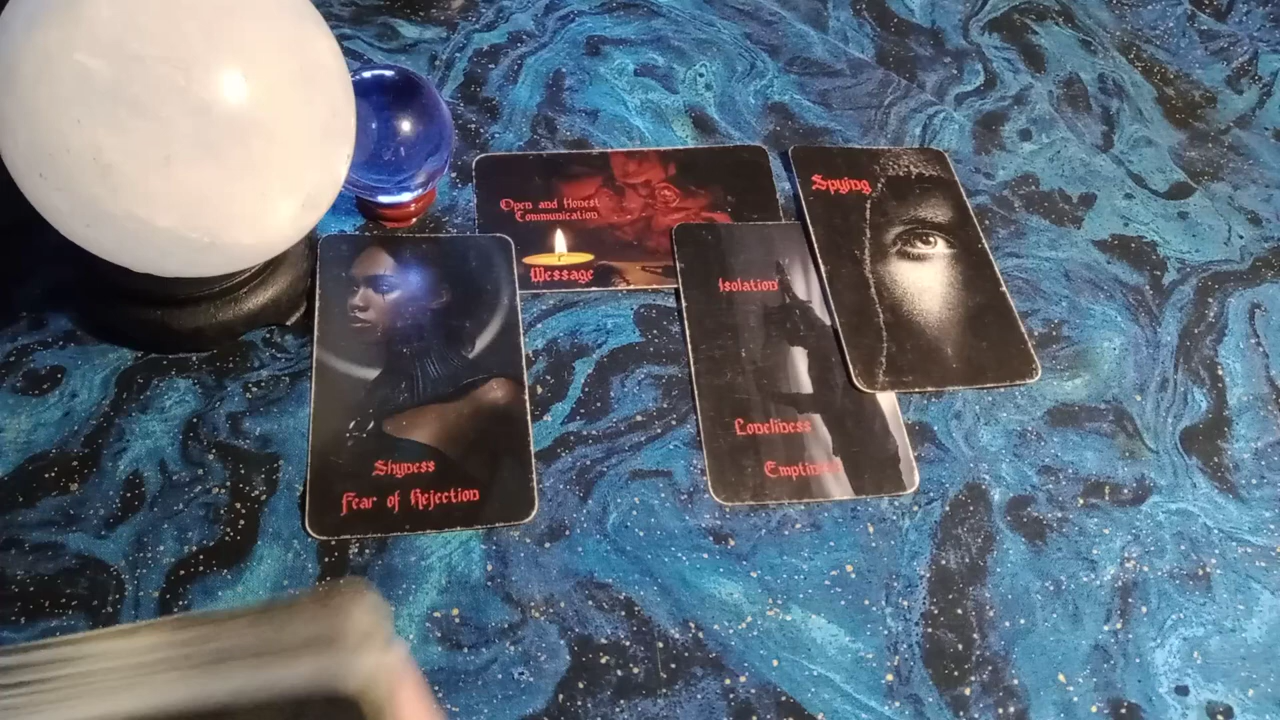 Open and Honest
Communication
Message
Spying
Isolation
Loneliness
Emptiness
Shyness
Fear of Rejection